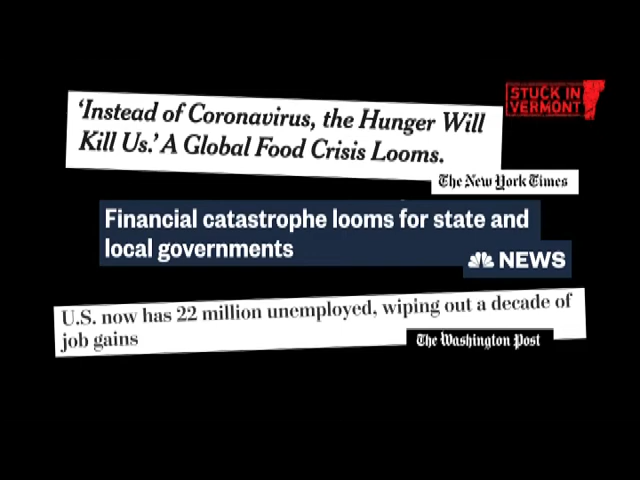 STUCK IN
VERMONT
‘Instead of Coronavirus, the Hunger Will
Kill Us.’ A Global Food Crisis Looms.
The New York Times
Financial catastrophe looms for state and
local governments
NEWS
U.S. now has 22 million unemployed, wiping out a decade of
job gains
The Washington Post